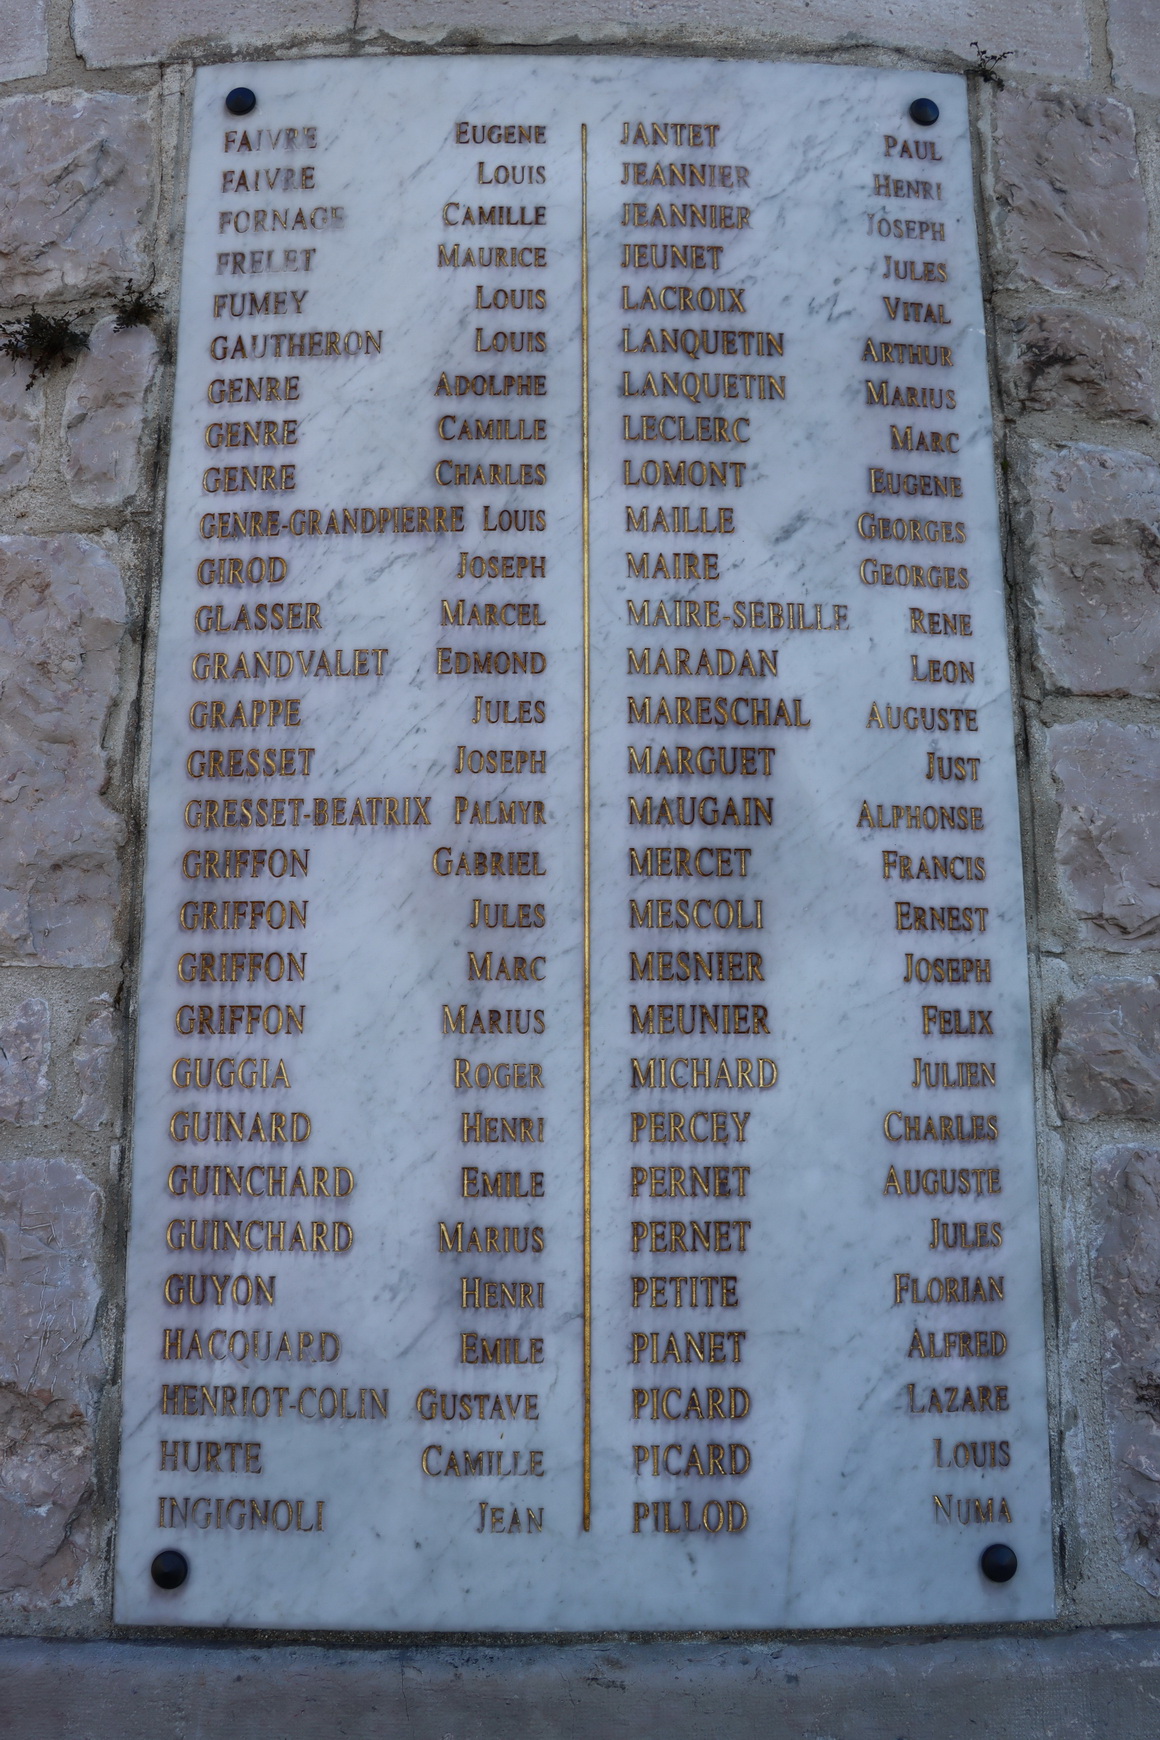 FAIVRE EUGENE
FAIVRE LOUIS
FORNAGE CAMILLE
FRELET MAURICE
FUMEY LOUIS
GAUTHERON LOUIS
GENRE ADOLPHE
GENRE CAMILLE
GENRE CHARLES
GENRE-GRANDPIERRE LOUIS
GIROD JOSEPH
GLASSER MARCEL
GRANDVALET EDMOND
GRAPPE JULES
GRESSET JOSEPH
GRESSET-BEATRIX PALMYR
GRIFFON GABRIEL
GRIFFON JULES
GRIFFON MARC
GRIFFON MARIUS
GUGGIA ROGER
GUINARD HENRI
GUINCHARD EMILE
GUINCHARD MARIUS
GUYON HENRI
HACQUARD EMILE
HENRIOT-COLIN GUSTAVE
HURTE CAMILLE
INGIGNOLI JEAN
JANTET PAUL
JEANNIER HENRI
JEANNIER JOSEPH
JEUNET JULES
LACROIX VITAL
LANQUETIN ARTHUR
LANQUETIN MARIUS
LECLERC MARC
LOMONT EUGENE
MAILLE GEORGES
MAIRE GEORGES
MAIRE-SEBILLE RENE
MARADAN LEON
MARESCHAL AUGUSTE
MARGUET JUST
MAUGAIN ALPHONSE
MERCET FRANCIS
MESCOLI ERNEST
MESNIER JOSEPH
MEUNIER FELIX
MICHARD JULIEN
PERCEY CHARLES
PERNET AUGUSTE
PERNET JULES
PETITE FLORIAN
PIANET ALFRED
PICARD LAZARE
PICARD LOUIS
PILLOD NUMA